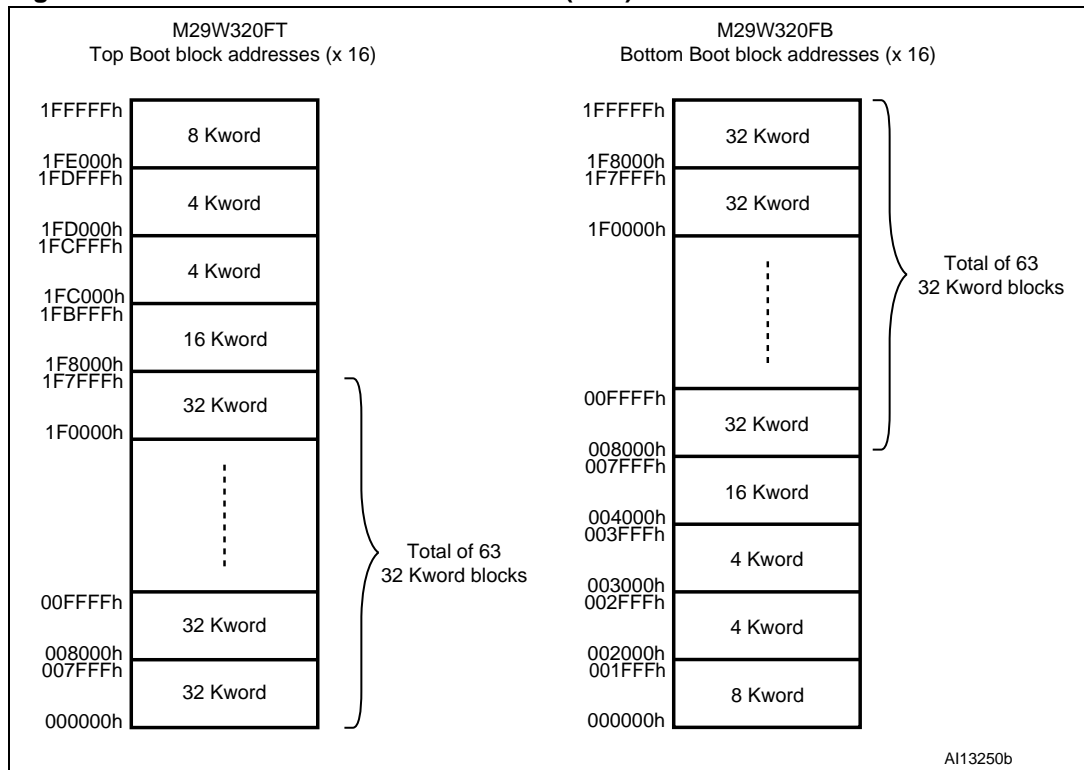 M29W320FT
Top Boot block addresses (x 16)
1FFFFFh
8 Kword
1FE000h
1FDFFFh
4 Kword
1FD000h
1FCFFFh
4 Kword
1FC000h
1FBFFFh
16 Kword
1F8000h
1F7FFFh
32 Kword
1F0000h
Total of 63
32 Kword blocks
00FFFFh
32 Kword
008000h
007FFFh
32 Kword
000000h
M29W320FB
Bottom Boot block addresses (x 16)
1FFFFFh
32 Kword
1F8000h
1F7FFFh
32 Kword
1F0000h
Total of 63
32 Kword blocks
00FFFFh
32 Kword
008000h
007FFFh
16 Kword
004000h
003FFFh
4 Kword
003000h
002FFFh
4 Kword
002000h
001FFFh
8 Kword
000000h
AI13250b